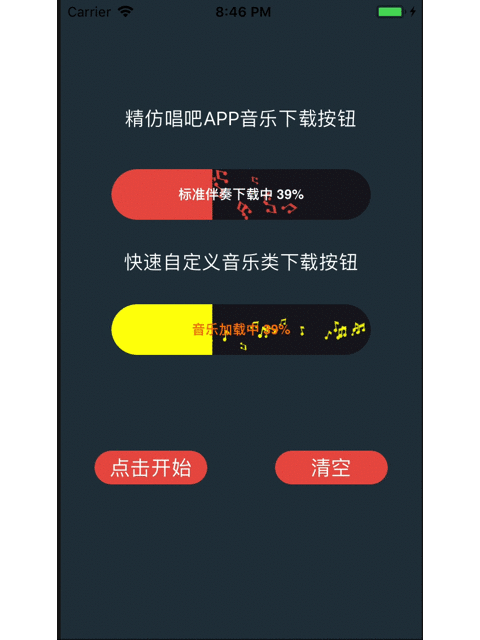 Carrier 8:46 PM
精仿唱吧APP音乐下载按钮
标准伴奏下载中 39%
快速自定义音乐类下载按钮
音乐加载中 39%
点击开始 清空